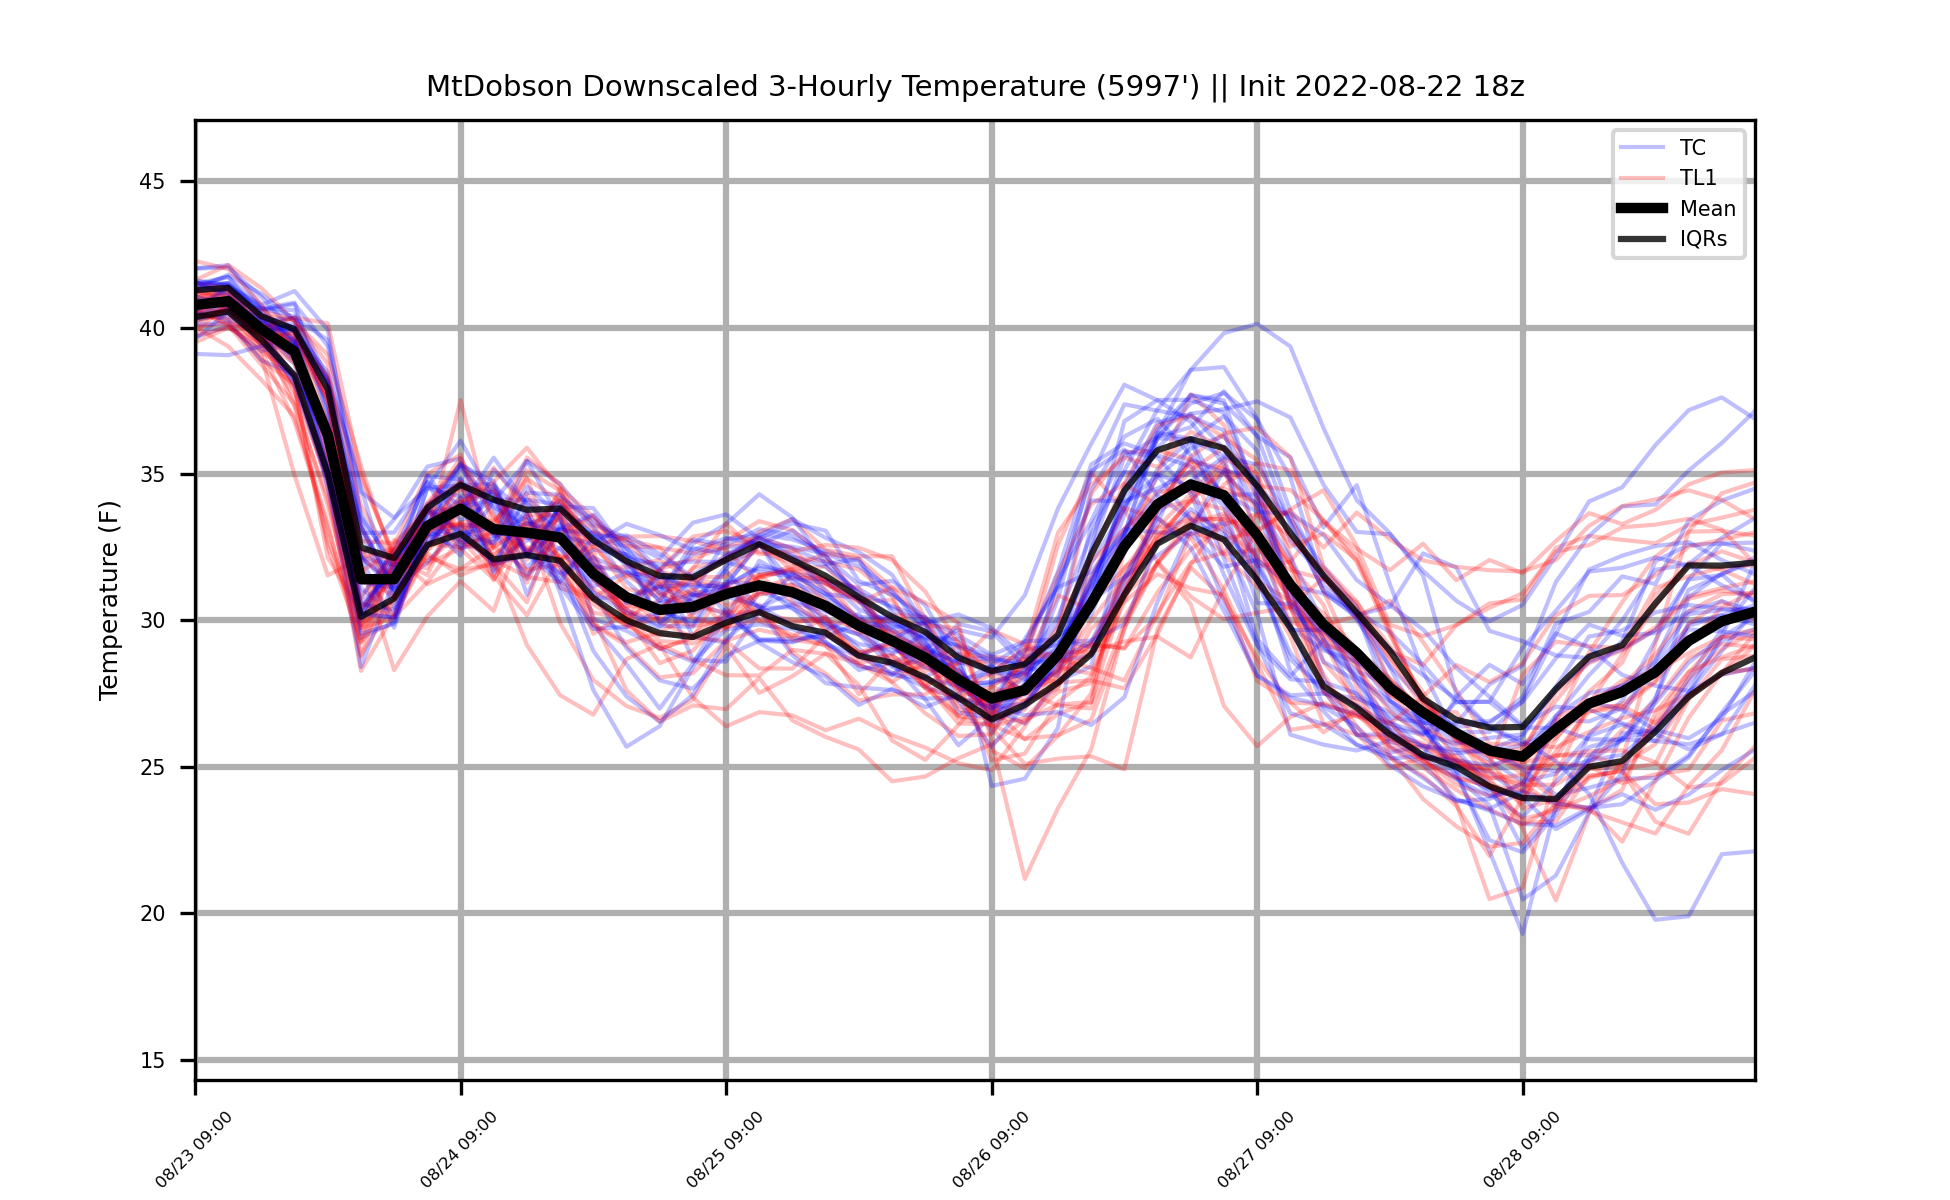 MtDobson Downscaled 3-Hourly Temperature (5997') || Init 2022-08-22 18z
TC
TL1
Mean
IQRs
Temperature (F)
45
40
35
30
25
20
15
08/23 09:00
08/24 09:00
08/25 09:00
08/26 09:00
08/27 09:00
08/28 09:00